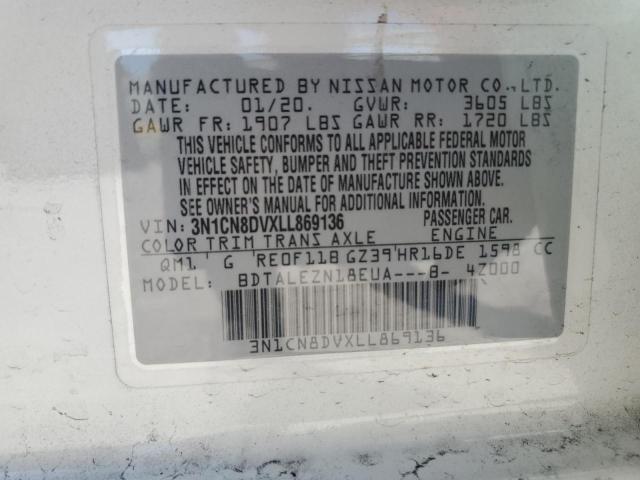 MANUFACTURED BY NISSAN MOTOR CO.,LTD.
DATE: 01/20. GVWR: 3605 LBS
GAWR FR: 1907 LBS GAWR RR: 1720 LBS
THIS VEHICLE CONFORMS TO ALL APPLICABLE FEDERAL MOTOR
VEHICLE SAFETY, BUMPER AND THEFT PREVENTION STANDARDS
IN EFFECT ON THE DATE OF MANUFACTURE SHOWN ABOVE.
SEE OWNER'S MANUAL FOR ADDITIONAL INFORMATION.
VIN: 3N1CN8DVXLL869136 PASSENGER CAR.
COLOR TRIM TRANS AXLE ENGINE
QM1 ' G ' RE0F11B GZ39'HR16DE 1598 CC
MODEL: BDTALEZN18EUA---B- 4Z000
3N1CN8DVXLL869136